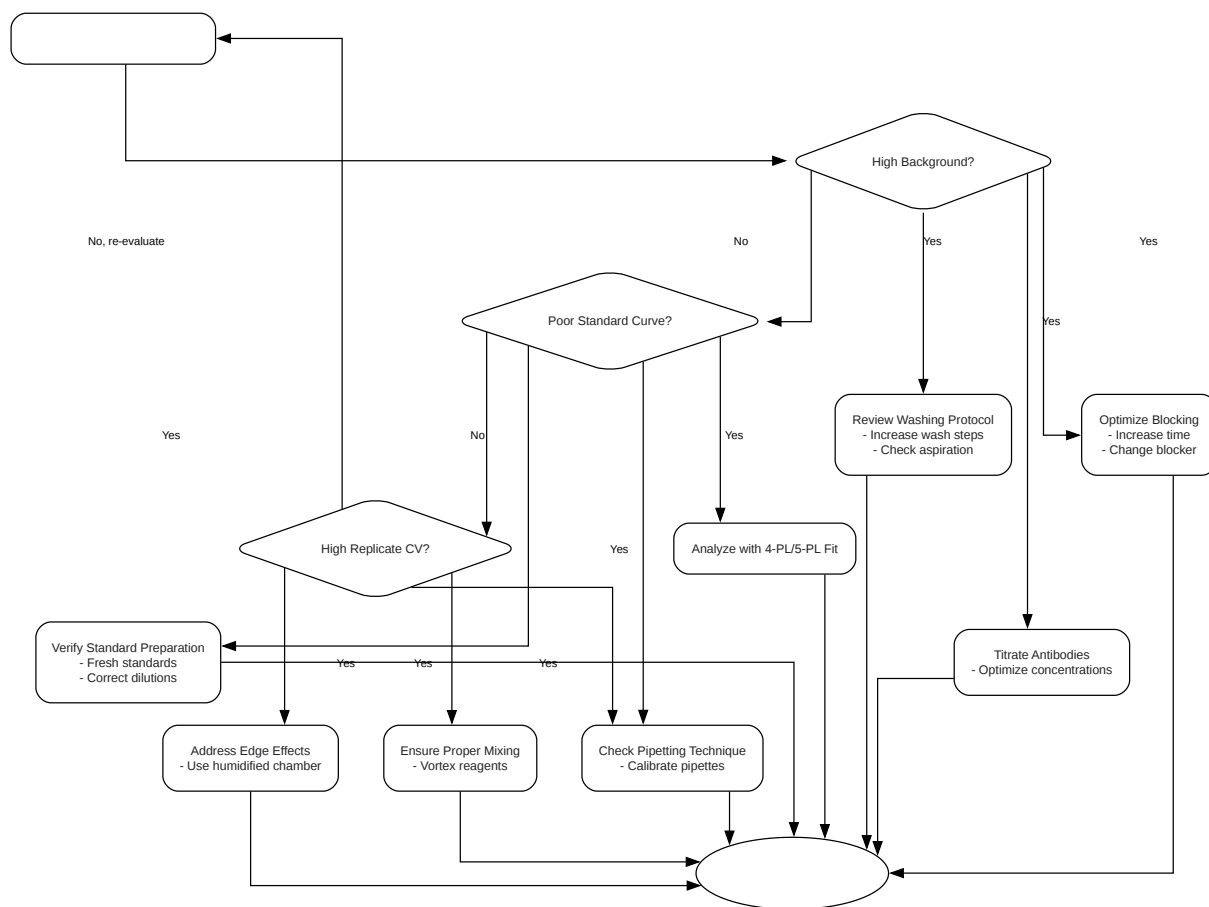 High Background?
No, re-evaluate
No
Yes
Yes
Poor Standard Curve?
Yes
Review Washing Protocol
- Increase wash steps
- Check aspiration
Optimize Blocking
- Increase time
- Change blocker
Yes
No
Yes
High Replicate CV?
Yes
Analyze with 4-PL/5-PL Fit
Verify Standard Preparation
- Fresh standards
- Correct dilutions
Yes
Yes
Yes
Titrate Antibodies
- Optimize concentrations
Address Edge Effects
- Use humidified chamber
Ensure Proper Mixing
- Vortex reagents
Check Pipetting Technique
- Calibrate pipettes